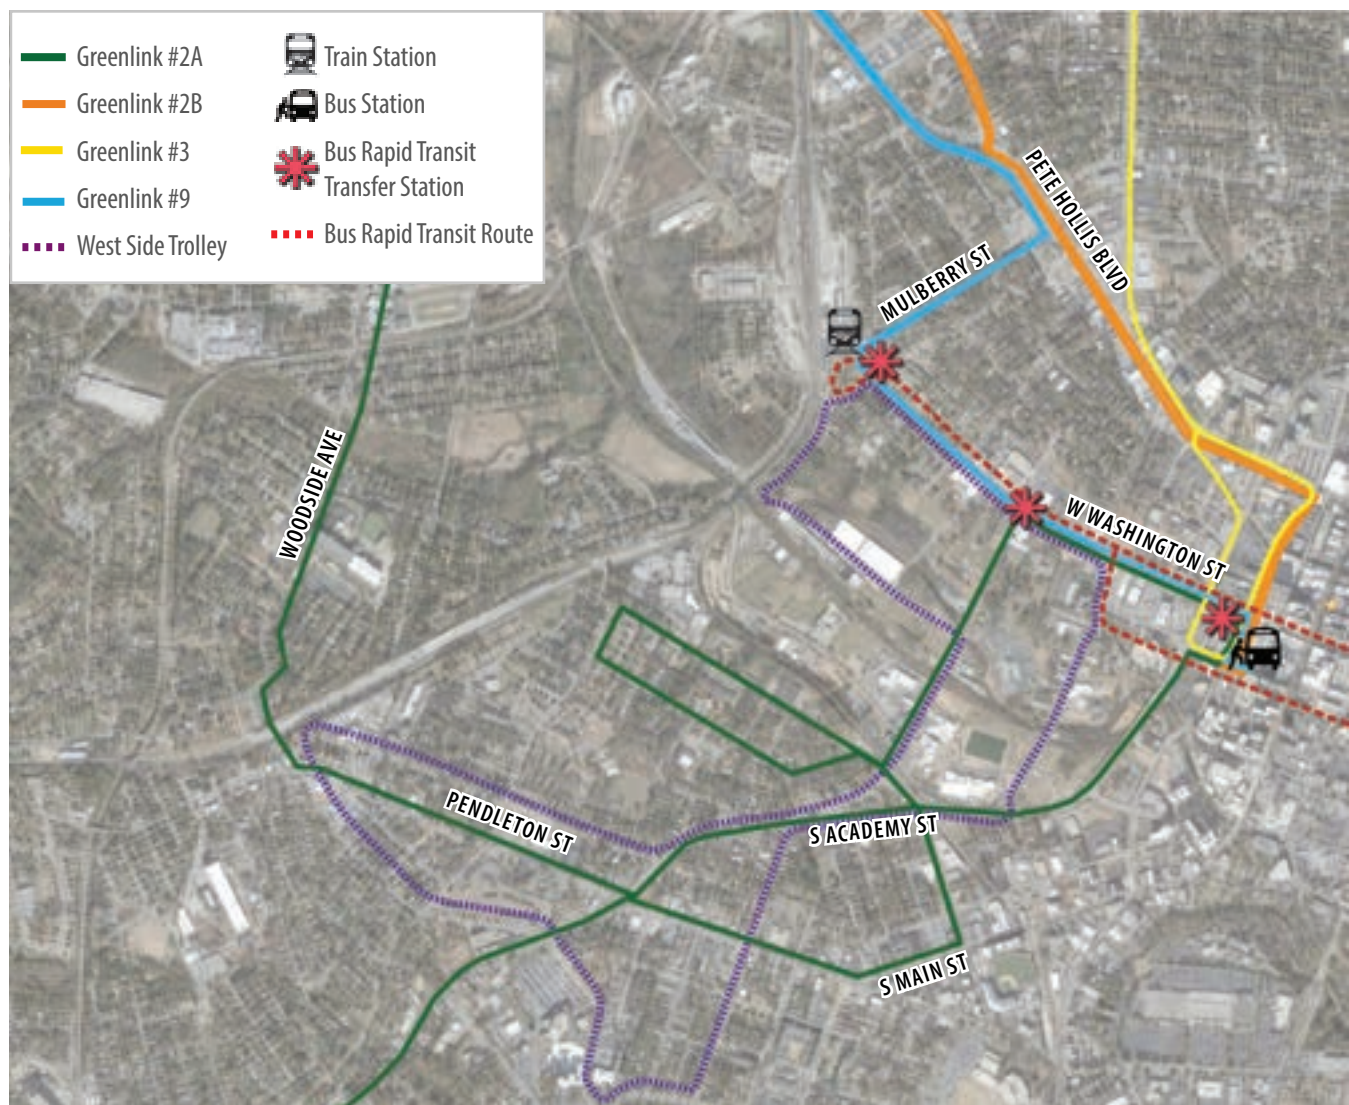 Greenlink #2A
Greenlink #2B
Greenlink #3
Greenlink #9
West Side Trolley
Train Station
Bus Station
Bus Rapid Transit
Transfer Station
Bus Rapid Transit Route
PETE HOLLIS BLVD
MULBERRY ST
WOODSIDE AVE
W WASHINGTON ST
PENDLETON ST
S ACADEMY ST
S MAIN ST